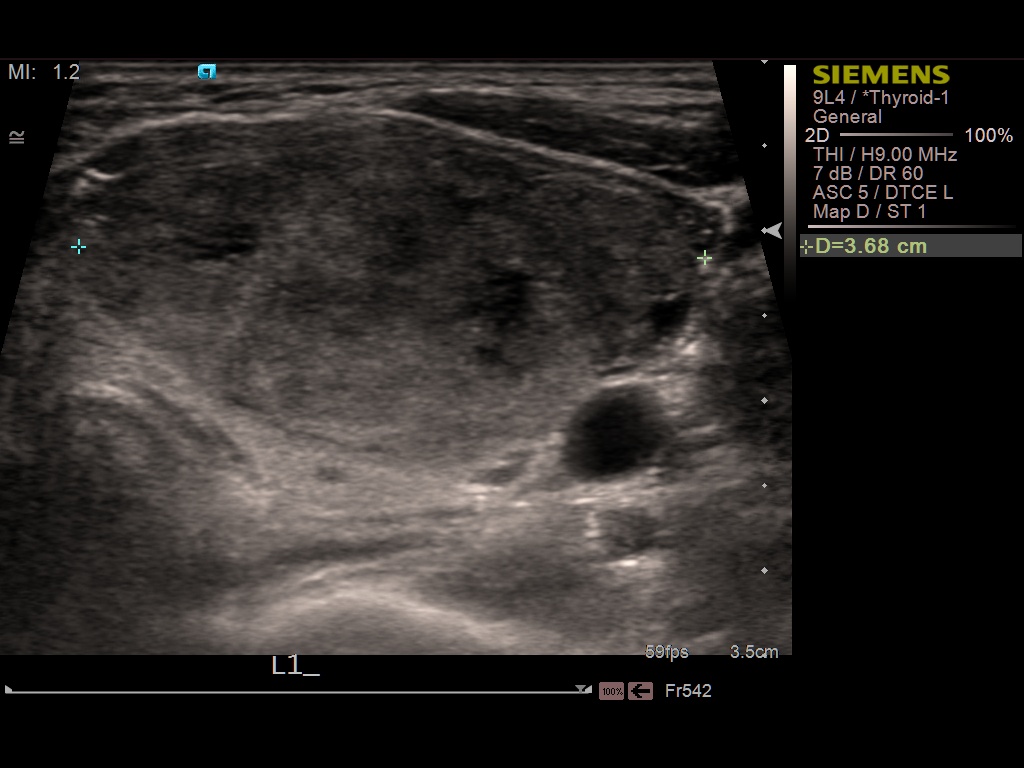 MI: 1.2
SIEMENS
9L4 / *Thyroid-1
General
2D 100%
THI / H9.00 MHz
7 dB / DR 60
ASC 5 / DTCE L
Map D / ST 1
D=3.68 cm
59fps 3.5cm
L1_
100% Fr542